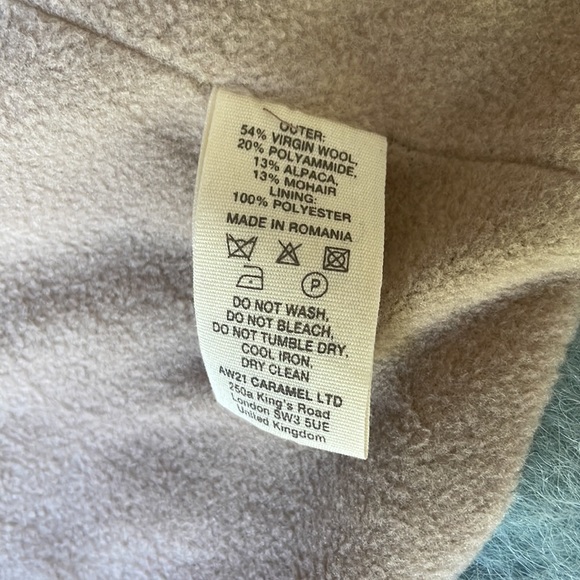 OUTER:
54% VIRGIN WOOL,
20% POLYAMMIDE,
13% ALPACA,
13% MOHAIR
LINING:
100% POLYESTER
MADE IN ROMANIA
P
DO NOT WASH,
DO NOT BLEACH,
DO NOT TUMBLE DRY,
COOL IRON,
DRY CLEAN
AW21 CARAMEL LTD
250a King's Road
London SW3 5UE
United Kingdom